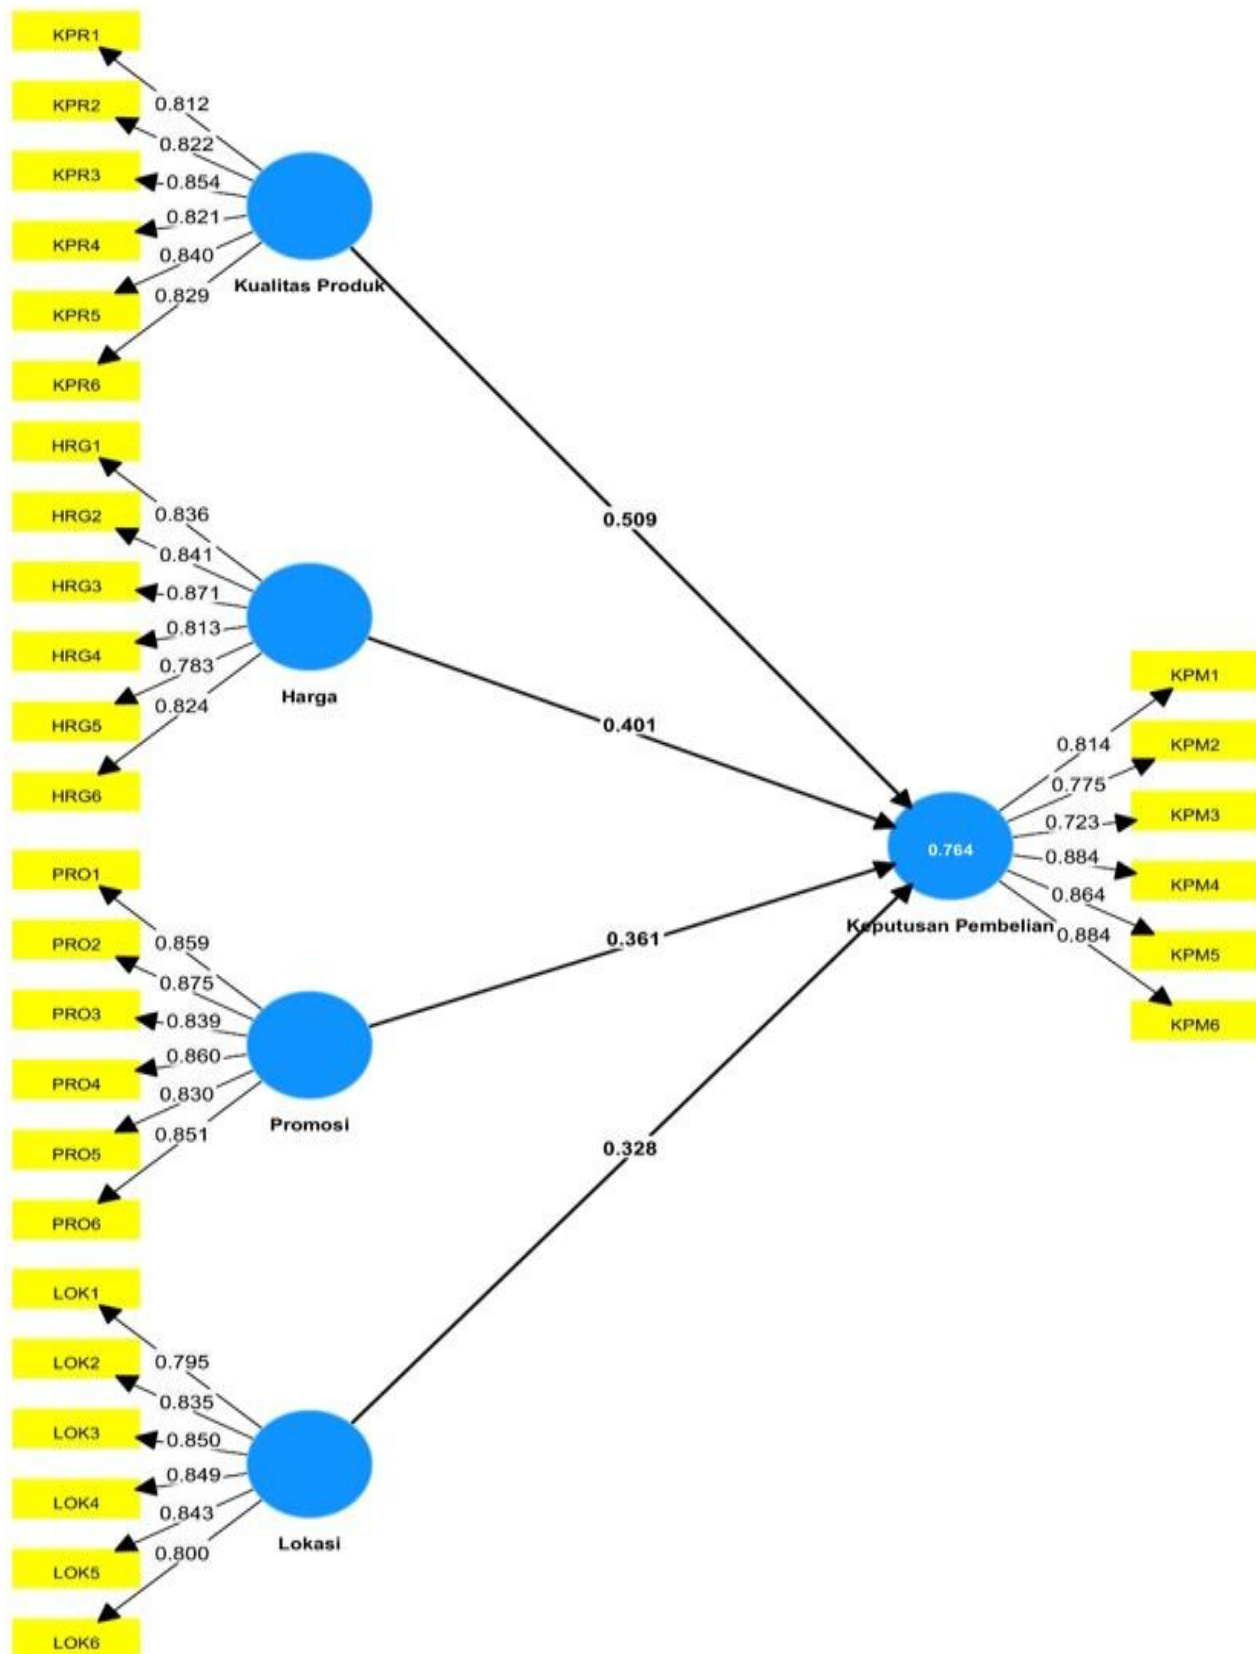 KPR1
0.812
KPR2
0.822
KPR3
0.854
0.821
KPR4
0.840
KPR5
0.829
KPR6
Kualitas Produk
HRG1
0.836
HRG2
0.841
HRG3
0.871
0.813
HRG4
0.783
HRG5
0.824
HRG6
Harga
PRO1
0.859
PRO2
0.875
PRO3
0.839
0.860
PRO4
0.830
PRO5
0.851
PRO6
Promosi
LOK1
0.795
LOK2
0.835
LOK3
0.850
0.849
LOK4
0.843
LOK5
0.800
LOK6
Lokasi
0.509
0.401
0.361
0.328
0.764
Keputusan Pembelian
KPM1
0.814
KPM2
0.775
KPM3
0.723
0.884
KPM4
0.864
0.884
KPM5
KPM6